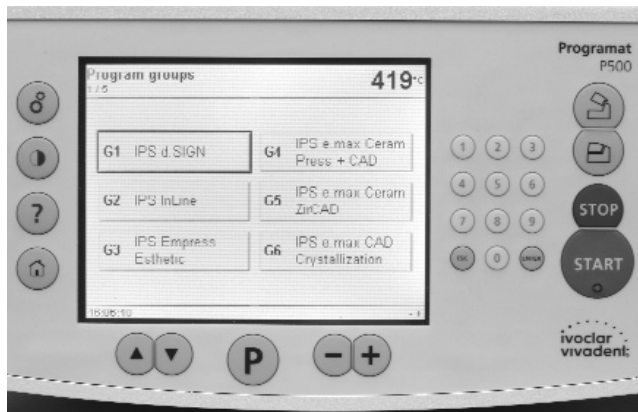 Programat
P500
Program groups
419°C
1 / 5
G1 IPS d.SIGN
G4 IPS e.max Ceram
Press + CAD
G2 IPS InLine
G5 IPS e.max Ceram
ZirCAD
G3 IPS Empress
Esthetic
G6 IPS e.max CAD
Crystallization
16:06:10
- +
?
1 2 3
4 5 6
7 8 9
ESC 0 ENTER
STOP
START
P
- +
ivoclar
vivadent: